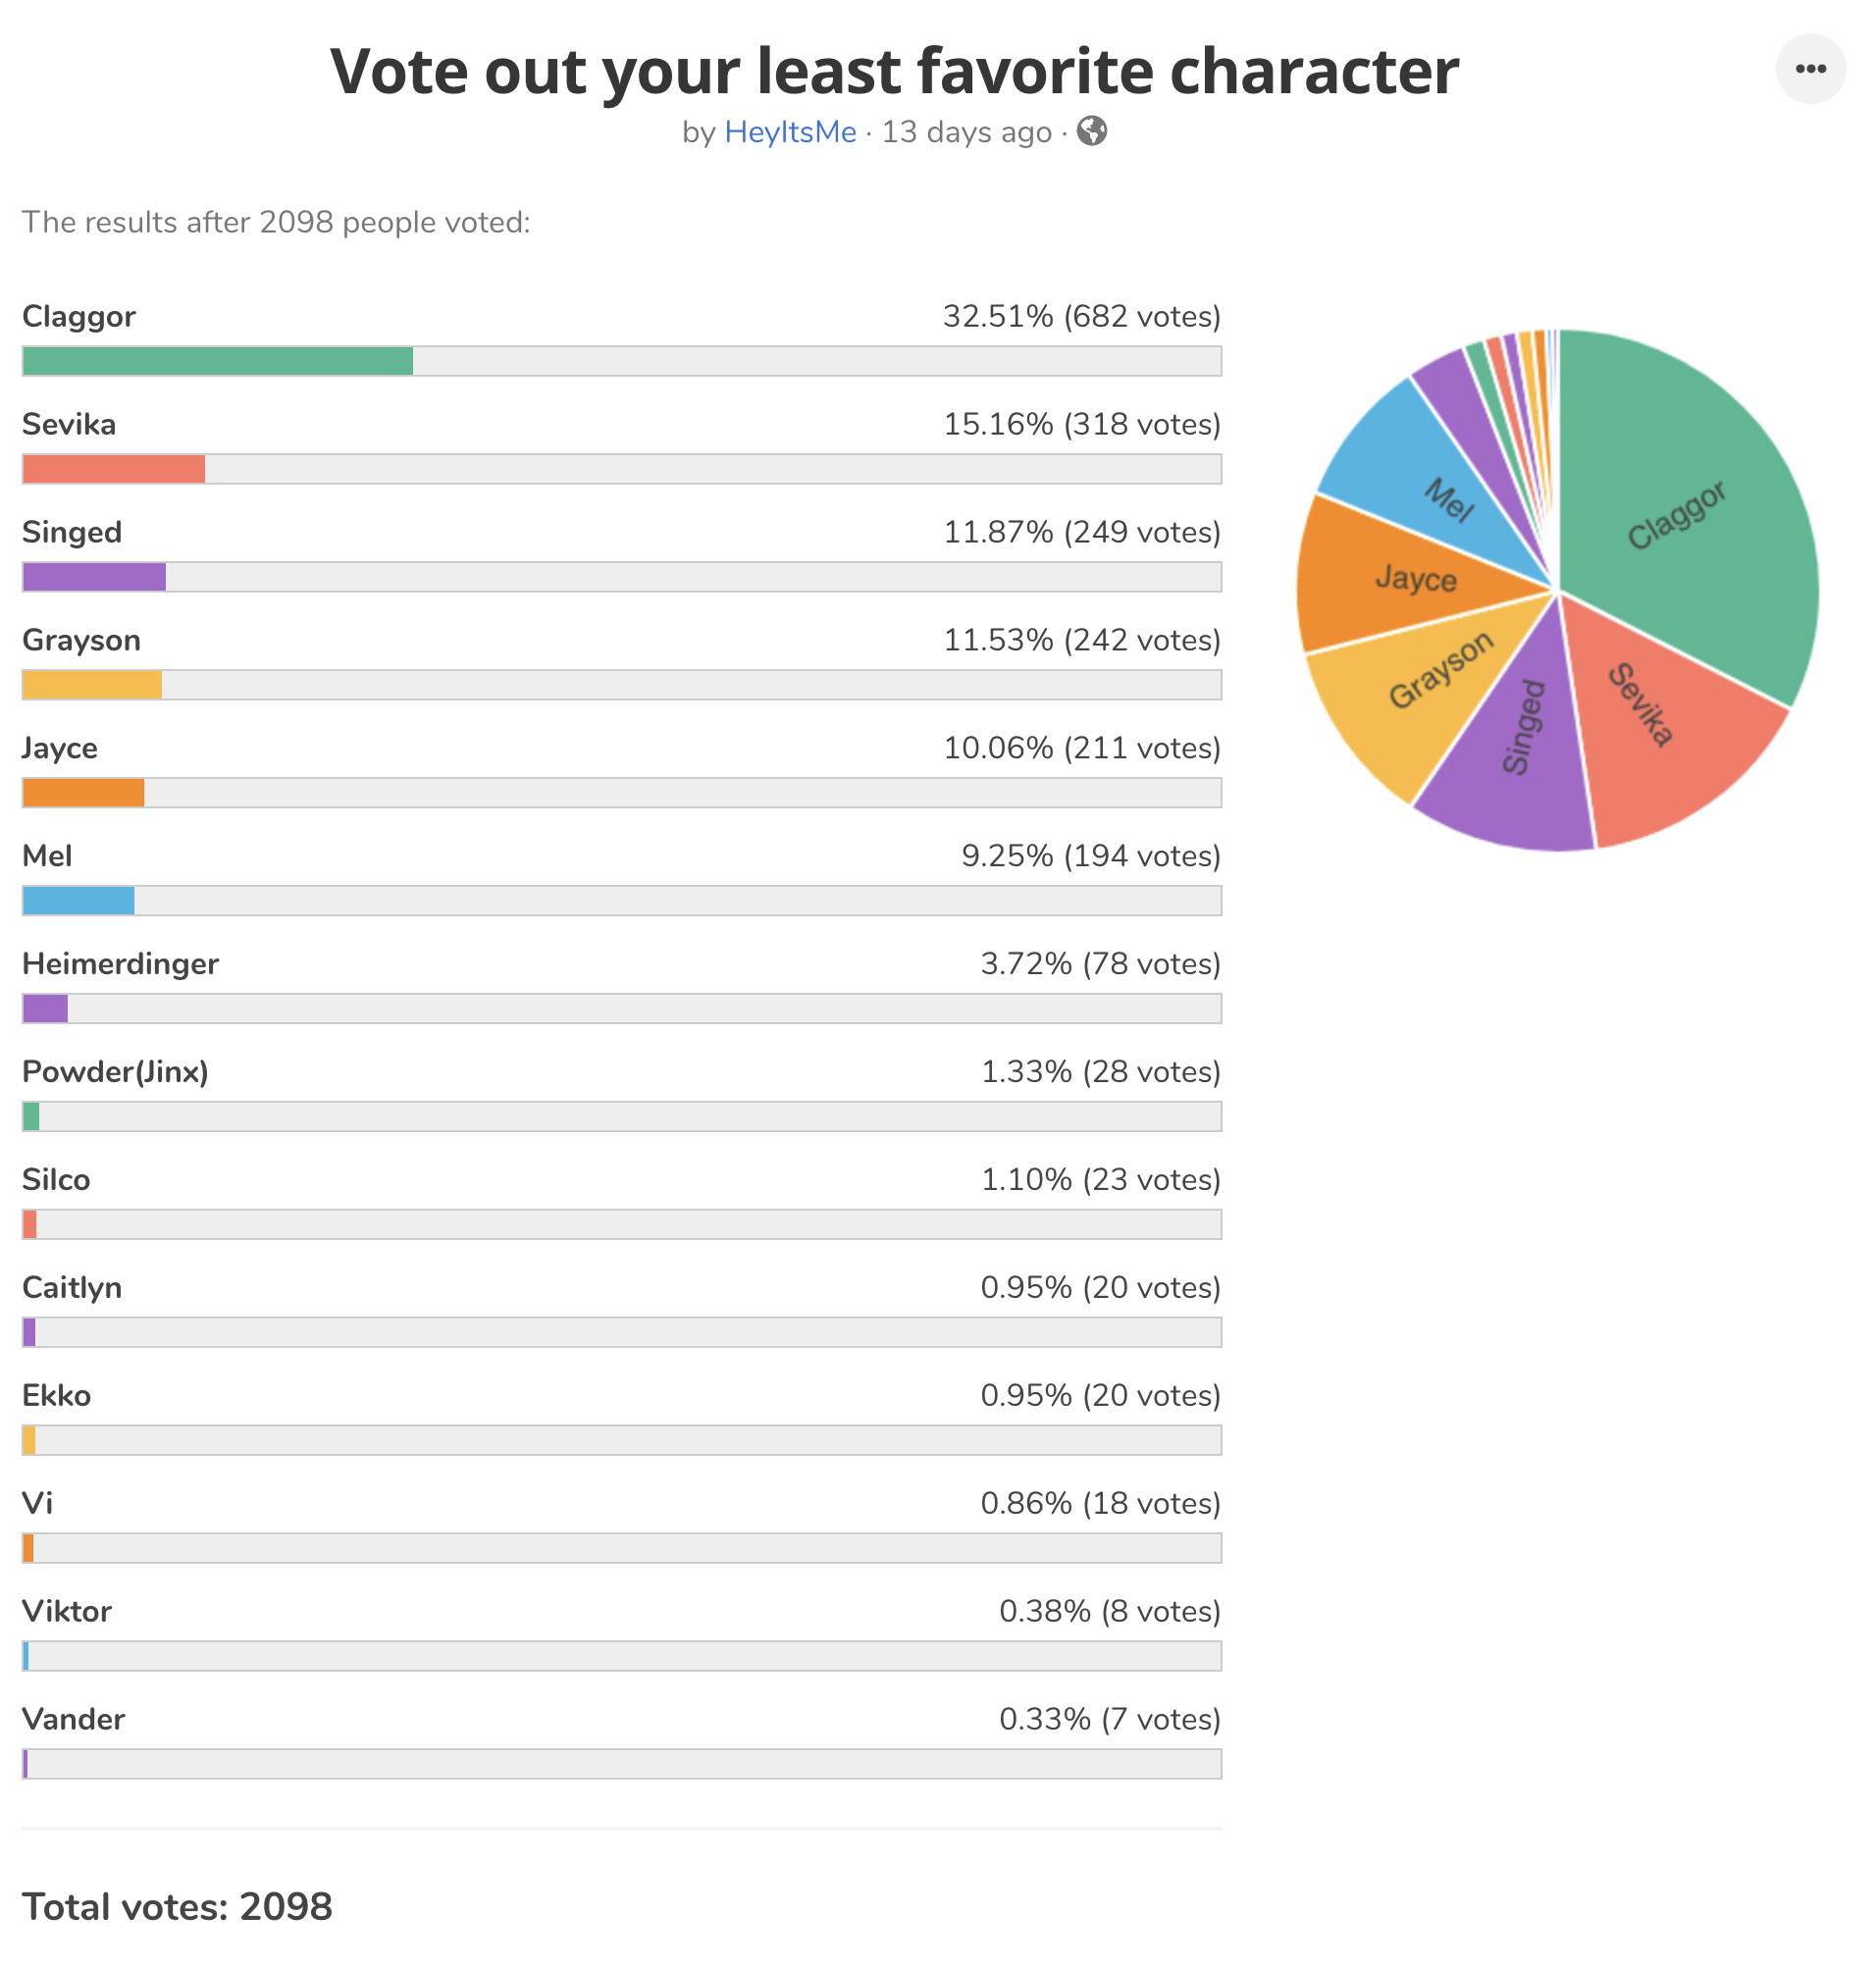 Vote out your least favorite character
by HeyItsMe · 13 days ago ·
The results after 2098 people voted:
Claggor 32.51% (682 votes)
Sevika 15.16% (318 votes)
Singed 11.87% (249 votes)
Grayson 11.53% (242 votes)
Jayce 10.06% (211 votes)
Mel 9.25% (194 votes)
Heimerdinger 3.72% (78 votes)
Powder(Jinx) 1.33% (28 votes)
Silco 1.10% (23 votes)
Caitlyn 0.95% (20 votes)
Ekko 0.95% (20 votes)
Vi 0.86% (18 votes)
Viktor 0.38% (8 votes)
Vander 0.33% (7 votes)
Total votes: 2098
Claggor
Sevika
Singed
Grayson
Jayce
Mel